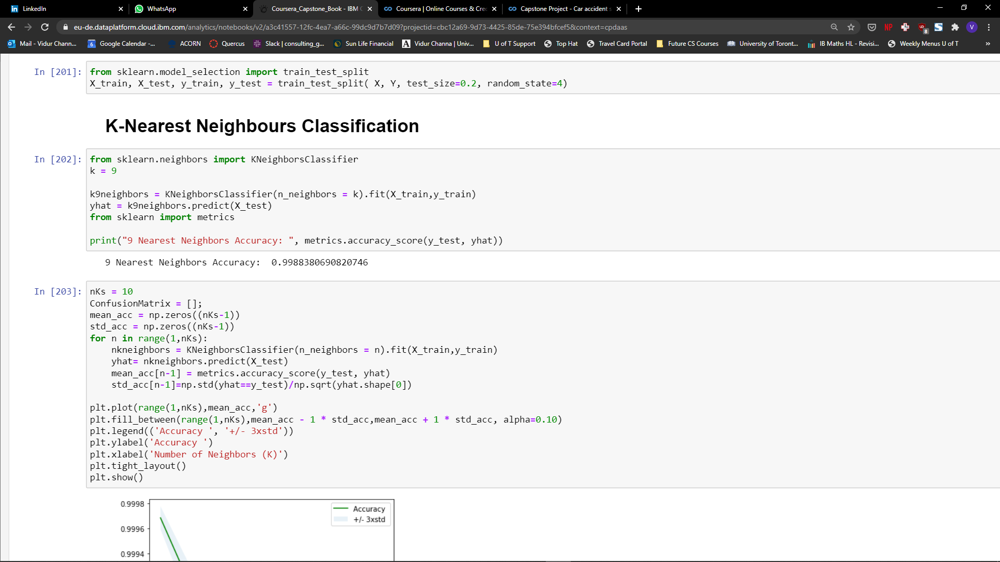 LinkedIn
WhatsApp
Coursera_Capstone_Book - IBM C
Coursera | Online Courses & Cred
Capstone Project - Car accident s
eu-de.dataplatform.cloud.ibm.com/analytics/notebooks/v2/a3c41557-12fc-4ea7-a66c-99dc9d7b7d09?projectid=cbc12a69-9d73-4425-85de-75e394bfcef5&context=cpdaas
NP
8
S
V
Mail - Vidur Chann...
6 Google Calendar -...
ACORN
Quercus
Slack | consulting_g...
Sun Life Financial
A Vidur Channa | Univ...
U of T Support
Top Hat
Travel Card Portal
Future CS Courses
University of Toront...
IB Maths HL - Revisi...
Weekly Menus U of T
»
In [201]: from sklearn.model_selection import train_test_split
X_train, X_test, y_train, y_test = train_test_split( X, Y, test_size=0.2, random_state=4)
K-Nearest Neighbours Classification
In [202]: from sklearn.neighbors import KNeighborsClassifier
k = 9
k9neighbors = KNeighborsClassifier(n_neighbors = k).fit(X_train,y_train)
yhat = k9neighbors.predict(X_test)
from sklearn import metrics
print("9 Nearest Neighbors Accuracy: ", metrics.accuracy_score(y_test, yhat))
9 Nearest Neighbors Accuracy:  0.9988380690820746
In [203]: nKs = 10
ConfusionMatrix = [];
mean_acc = np.zeros((nKs-1))
std_acc = np.zeros((nKs-1))
for n in range(1,nKs):
    nkneighbors = KNeighborsClassifier(n_neighbors = n).fit(X_train,y_train)
    yhat= nkneighbors.predict(X_test)
    mean_acc[n-1] = metrics.accuracy_score(y_test, yhat)
    std_acc[n-1]=np.std(yhat==y_test)/np.sqrt(yhat.shape[0])
plt.plot(range(1,nKs),mean_acc,'g')
plt.fill_between(range(1,nKs),mean_acc - 1 * std_acc,mean_acc + 1 * std_acc, alpha=0.10)
plt.legend(('Accuracy ', '+/- 3xstd'))
plt.ylabel('Accuracy ')
plt.xlabel('Number of Neighbors (K)')
plt.tight_layout()
plt.show()
0.9998
Accuracy
+/- 3xstd
0.9996
0.9994